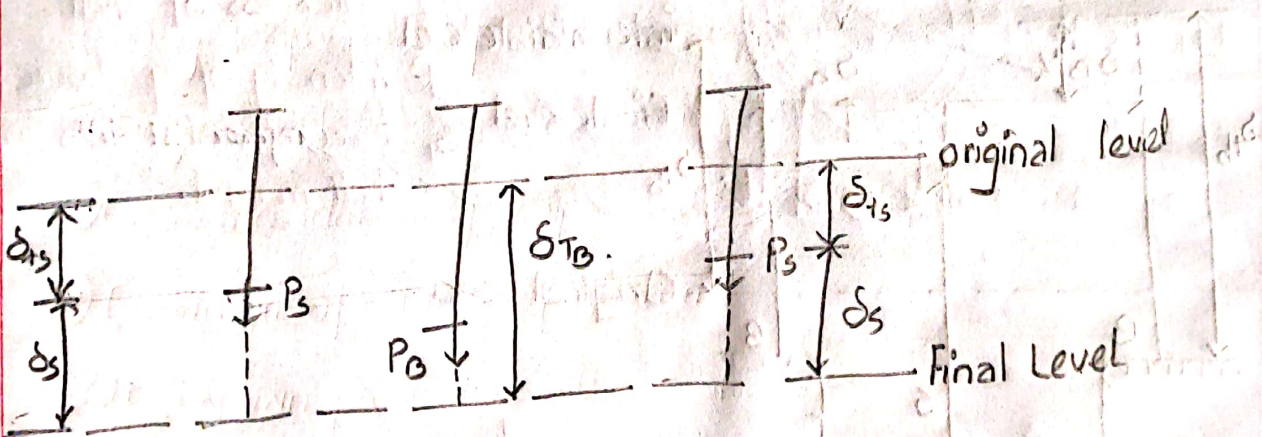 original level
δts
δts
δTB.
Ps
δs
Ps
PB
δs
Final Level